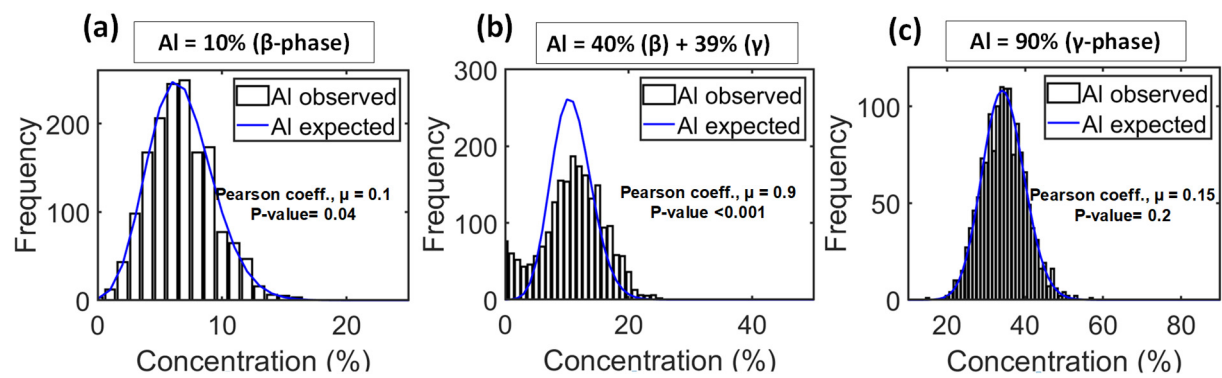 (a)
Al = 10% (β-phase)
Frequency
200
100
0
Al observed
Al expected
Pearson coeff., μ = 0.1
P-value= 0.04
0 10 20
Concentration (%)
(b)
Al = 40% (β) + 39% (γ)
Frequency
300
200
100
0
Al observed
Al expected
Pearson coeff., μ = 0.9
P-value <0.001
0 20 40
Concentration (%)
(c)
Al = 90% (γ-phase)
Frequency
100
50
0
Al observed
Al expected
Pearson coeff., μ = 0.15
P-value= 0.2
20 40 60 80
Concentration (%)